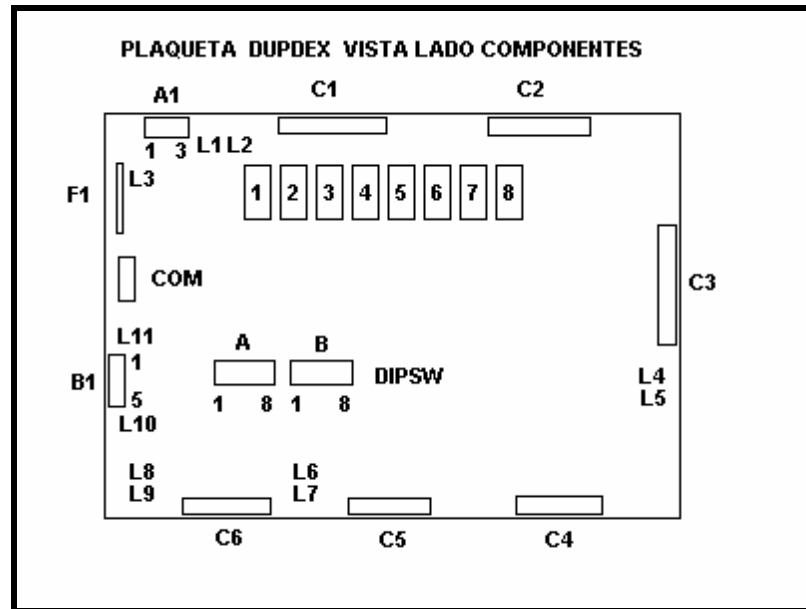 PLAQUETA DUPDEX VISTA LADO COMPONENTES
A1 C1 C2
1 3 L1 L2
F1 L3 1 2 3 4 5 6 7 8
COM C3
L11 A B
1
B1 DIPSW L4
5 1 8 1 8 L5
L10
L8 L6
L9 L7
C6 C5 C4